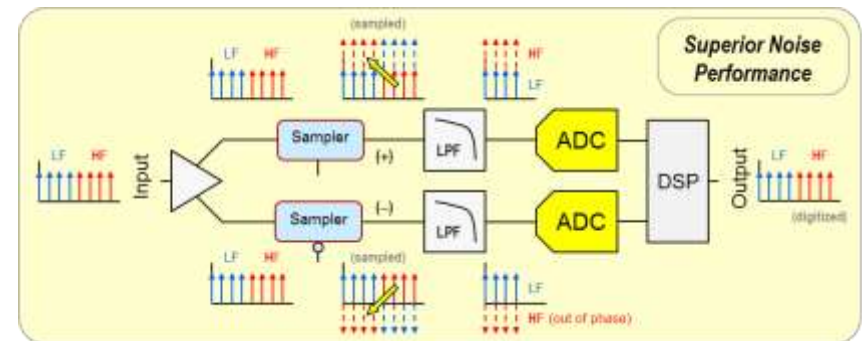 (sampled)
LF HF
HF
LF
Superior Noise
Performance
LF HF
Input
Sampler
(+)
LPF
ADC
DSP
Output
LF HF
(digitized)
Sampler
(−)
LPF
ADC
LF HF
(sampled)
LF
HF (out of phase)